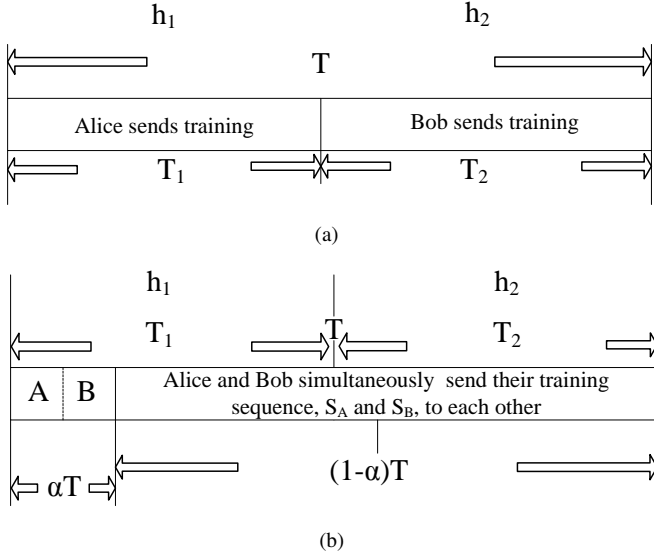 h1 h2
T
Alice sends training Bob sends training
T1 T2
(a)
h1 h2
T1 T T2
A B Alice and Bob simultaneously send their training
sequence, SA and SB, to each other
αT (1-α)T
(b)